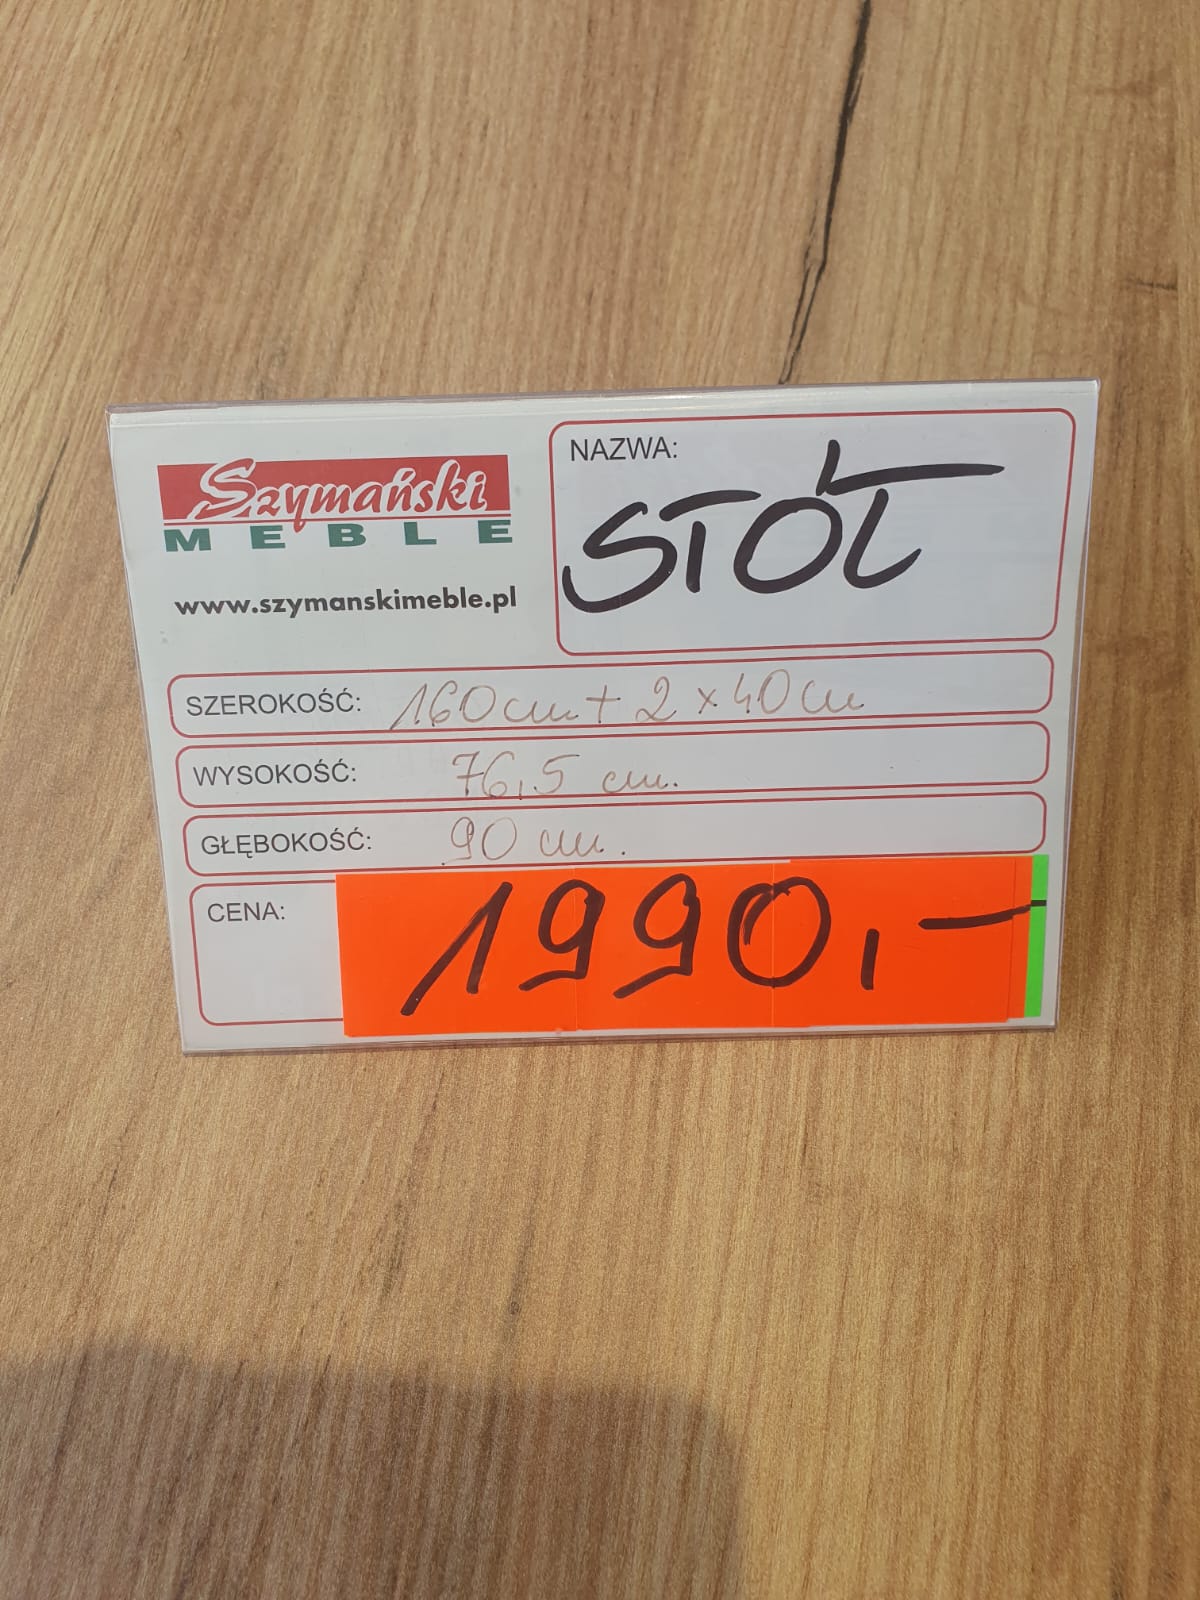 Szymański
MEBLE
www.szymanskimeble.pl
NAZWA:
STÓŁ
SZEROKOŚĆ: 160cm + 2 x 40cm
WYSOKOŚĆ: 76,5 cm.
GŁĘBOKOŚĆ: 90 cm.
CENA: 1990,-